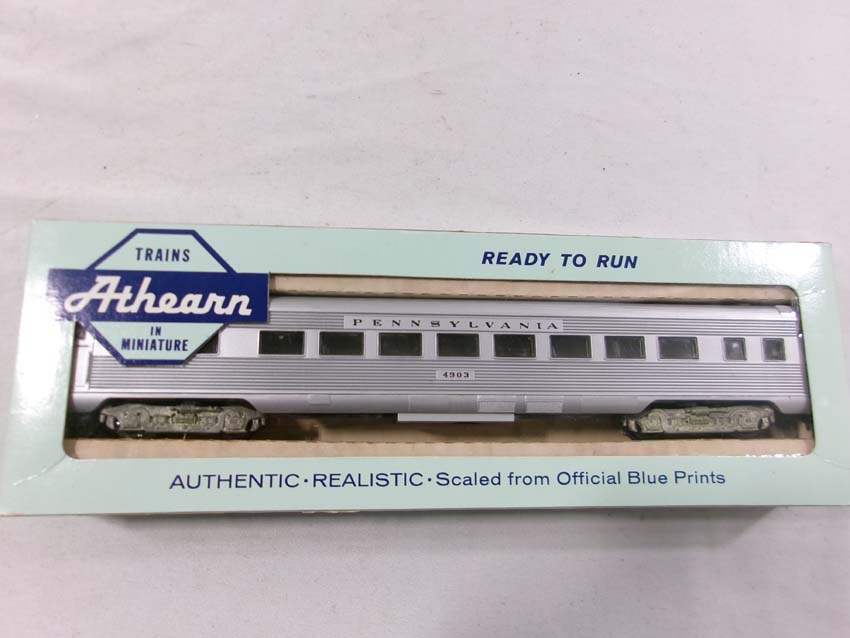 TRAINS
Athearn
IN
MINIATURE
READY TO RUN
PENNSYLVANIA
4903
AUTHENTIC · REALISTIC · Scaled from Official Blue Prints